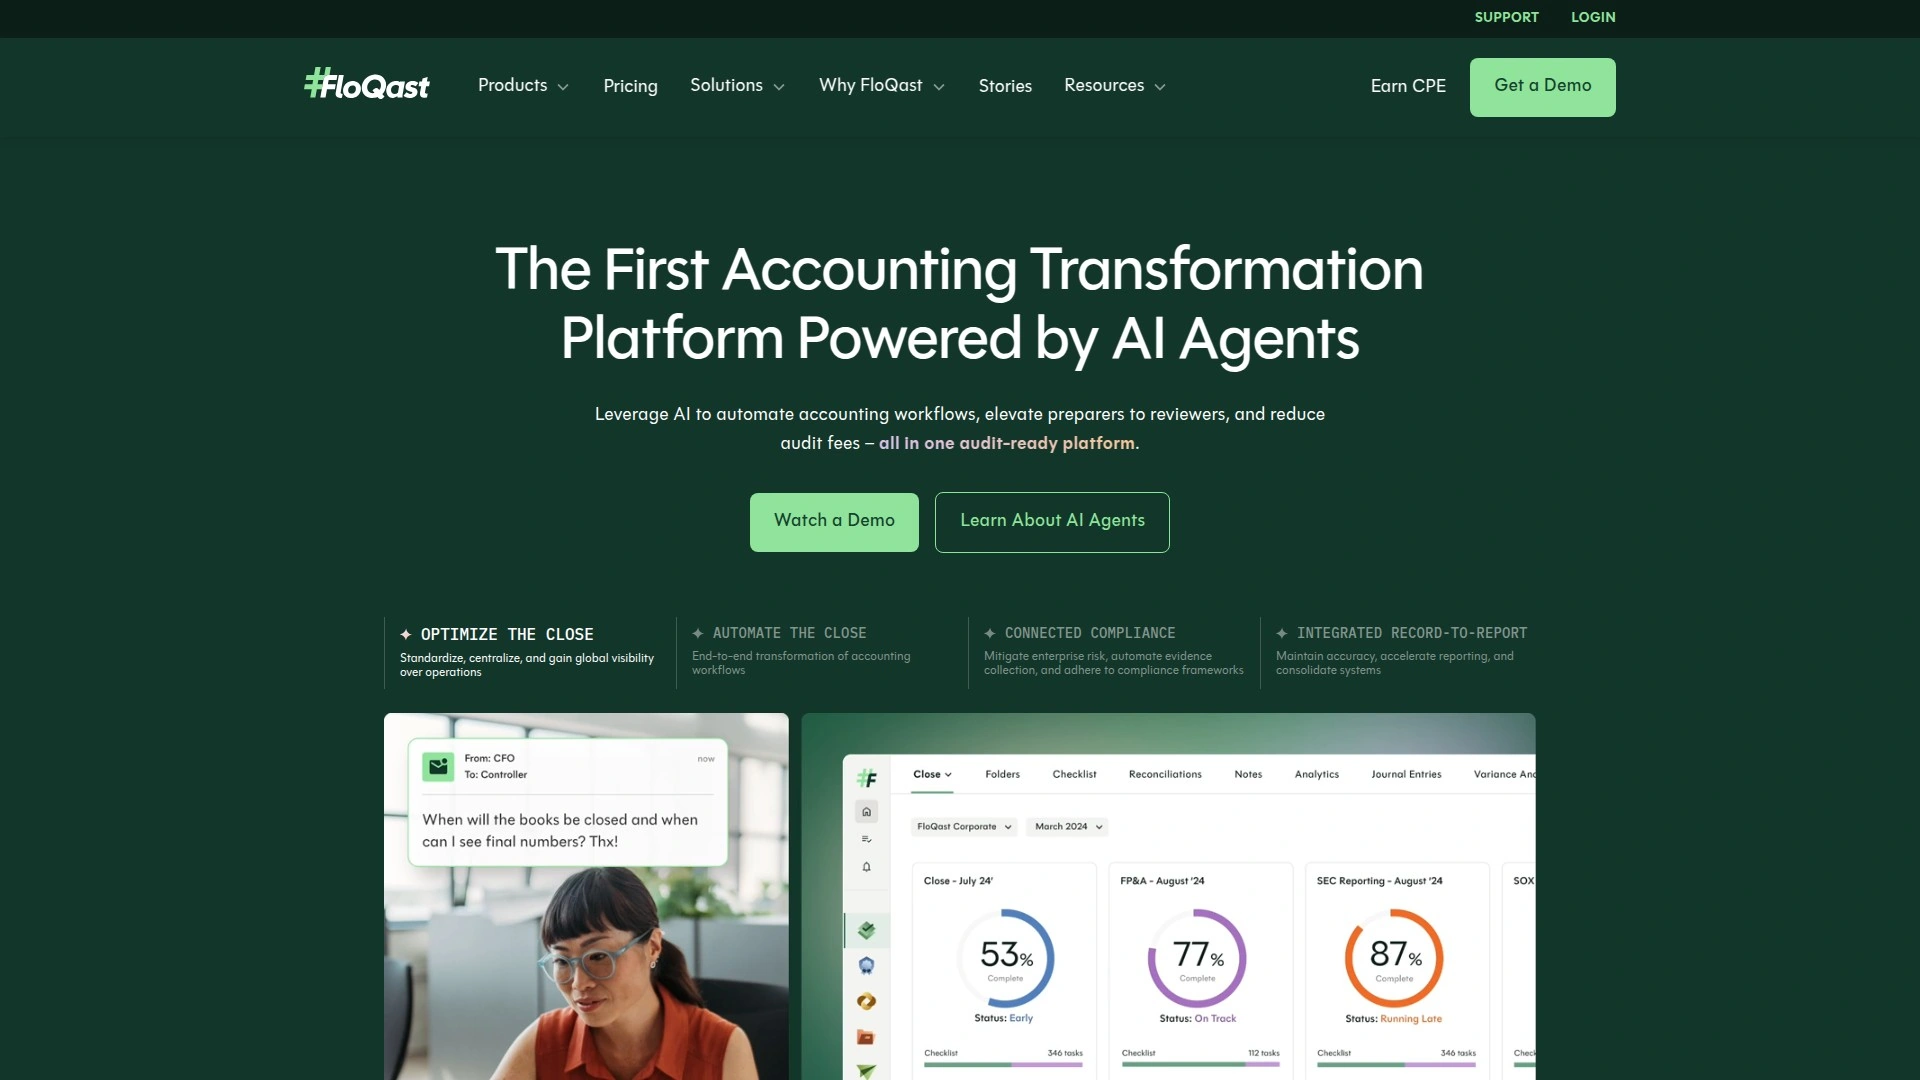 SUPPORT LOGIN
#FloQast Products Pricing Solutions Why FloQast Stories Resources Earn CPE Get a Demo
The First Accounting Transformation
Platform Powered by AI Agents
Leverage AI to automate accounting workflows, elevate preparers to reviewers, and reduce
audit fees – all in one audit-ready platform.
Watch a Demo Learn About AI Agents
OPTIMIZE THE CLOSE
Standardize, centralize, and gain global visibility
over operations
AUTOMATE THE CLOSE
End-to-end transformation of accounting
workflows
CONNECTED COMPLIANCE
Mitigate enterprise risk, automate evidence
collection, and adhere to compliance frameworks
INTEGRATED RECORD-TO-REPORT
Maintain accuracy, accelerate reporting, and
consolidate systems
From: CFO now
To: Controller
When will the books be closed and when
can I see final numbers? Thx!
#F Close Folders Checklist Reconciliations Notes Analytics Journal Entries Variance
FloQast Corporate March 2024
Close - July 24'
53%
Complete
Status: Early
Checklist 346 tasks
FP&A - August '24
77%
Complete
Status: On Track
Checklist 112 tasks
SEC Reporting - August '24
87%
Complete
Status: Running Late
Checklist 346 tasks
SOX